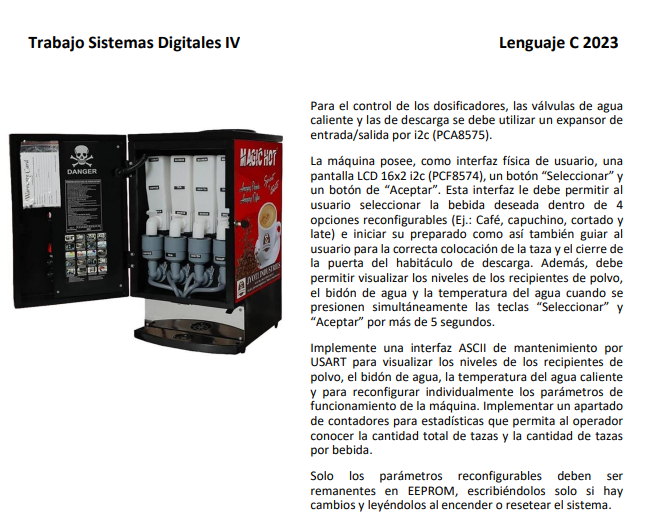 Trabajo Sistemas Digitales IV
Lenguaje C 2023
Para el control de los dosificadores, las válvulas de agua
caliente y las de descarga se debe utilizar un expansor de
entrada/salida por i2c (PCA8575).
La máquina posee, como interfaz física de usuario, una
pantalla LCD 16x2 i2c (PCF8574), un botón “Seleccionar” y
un botón de “Aceptar”. Esta interfaz le debe permitir al
usuario seleccionar la bebida deseada dentro de 4
opciones reconfigurables (Ej.: Café, capuchino, cortado y
late) e iniciar su preparado como así también guiar al
usuario para la correcta colocación de la taza y el cierre de
la puerta del habitáculo de descarga. Además, debe
permitir visualizar los niveles de los recipientes de polvo,
el bidón de agua y la temperatura del agua cuando se
presionen simultáneamente las teclas “Seleccionar” y
“Aceptar” por más de 5 segundos.
Implemente una interfaz ASCII de mantenimiento por
USART para visualizar los niveles de los recipientes de
polvo, el bidón de agua, la temperatura del agua caliente
y para reconfigurar individualmente los parámetros de
funcionamiento de la máquina. Implementar un apartado
de contadores para estadísticas que permita al operador
conocer la cantidad total de tazas y la cantidad de tazas
por bebida.
Solo los parámetros reconfigurables deben ser
remanentes en EEPROM, escribiéndolos solo si hay
cambios y leyéndolos al encender o resetear el sistema.
DANGER
MAGIC HOT